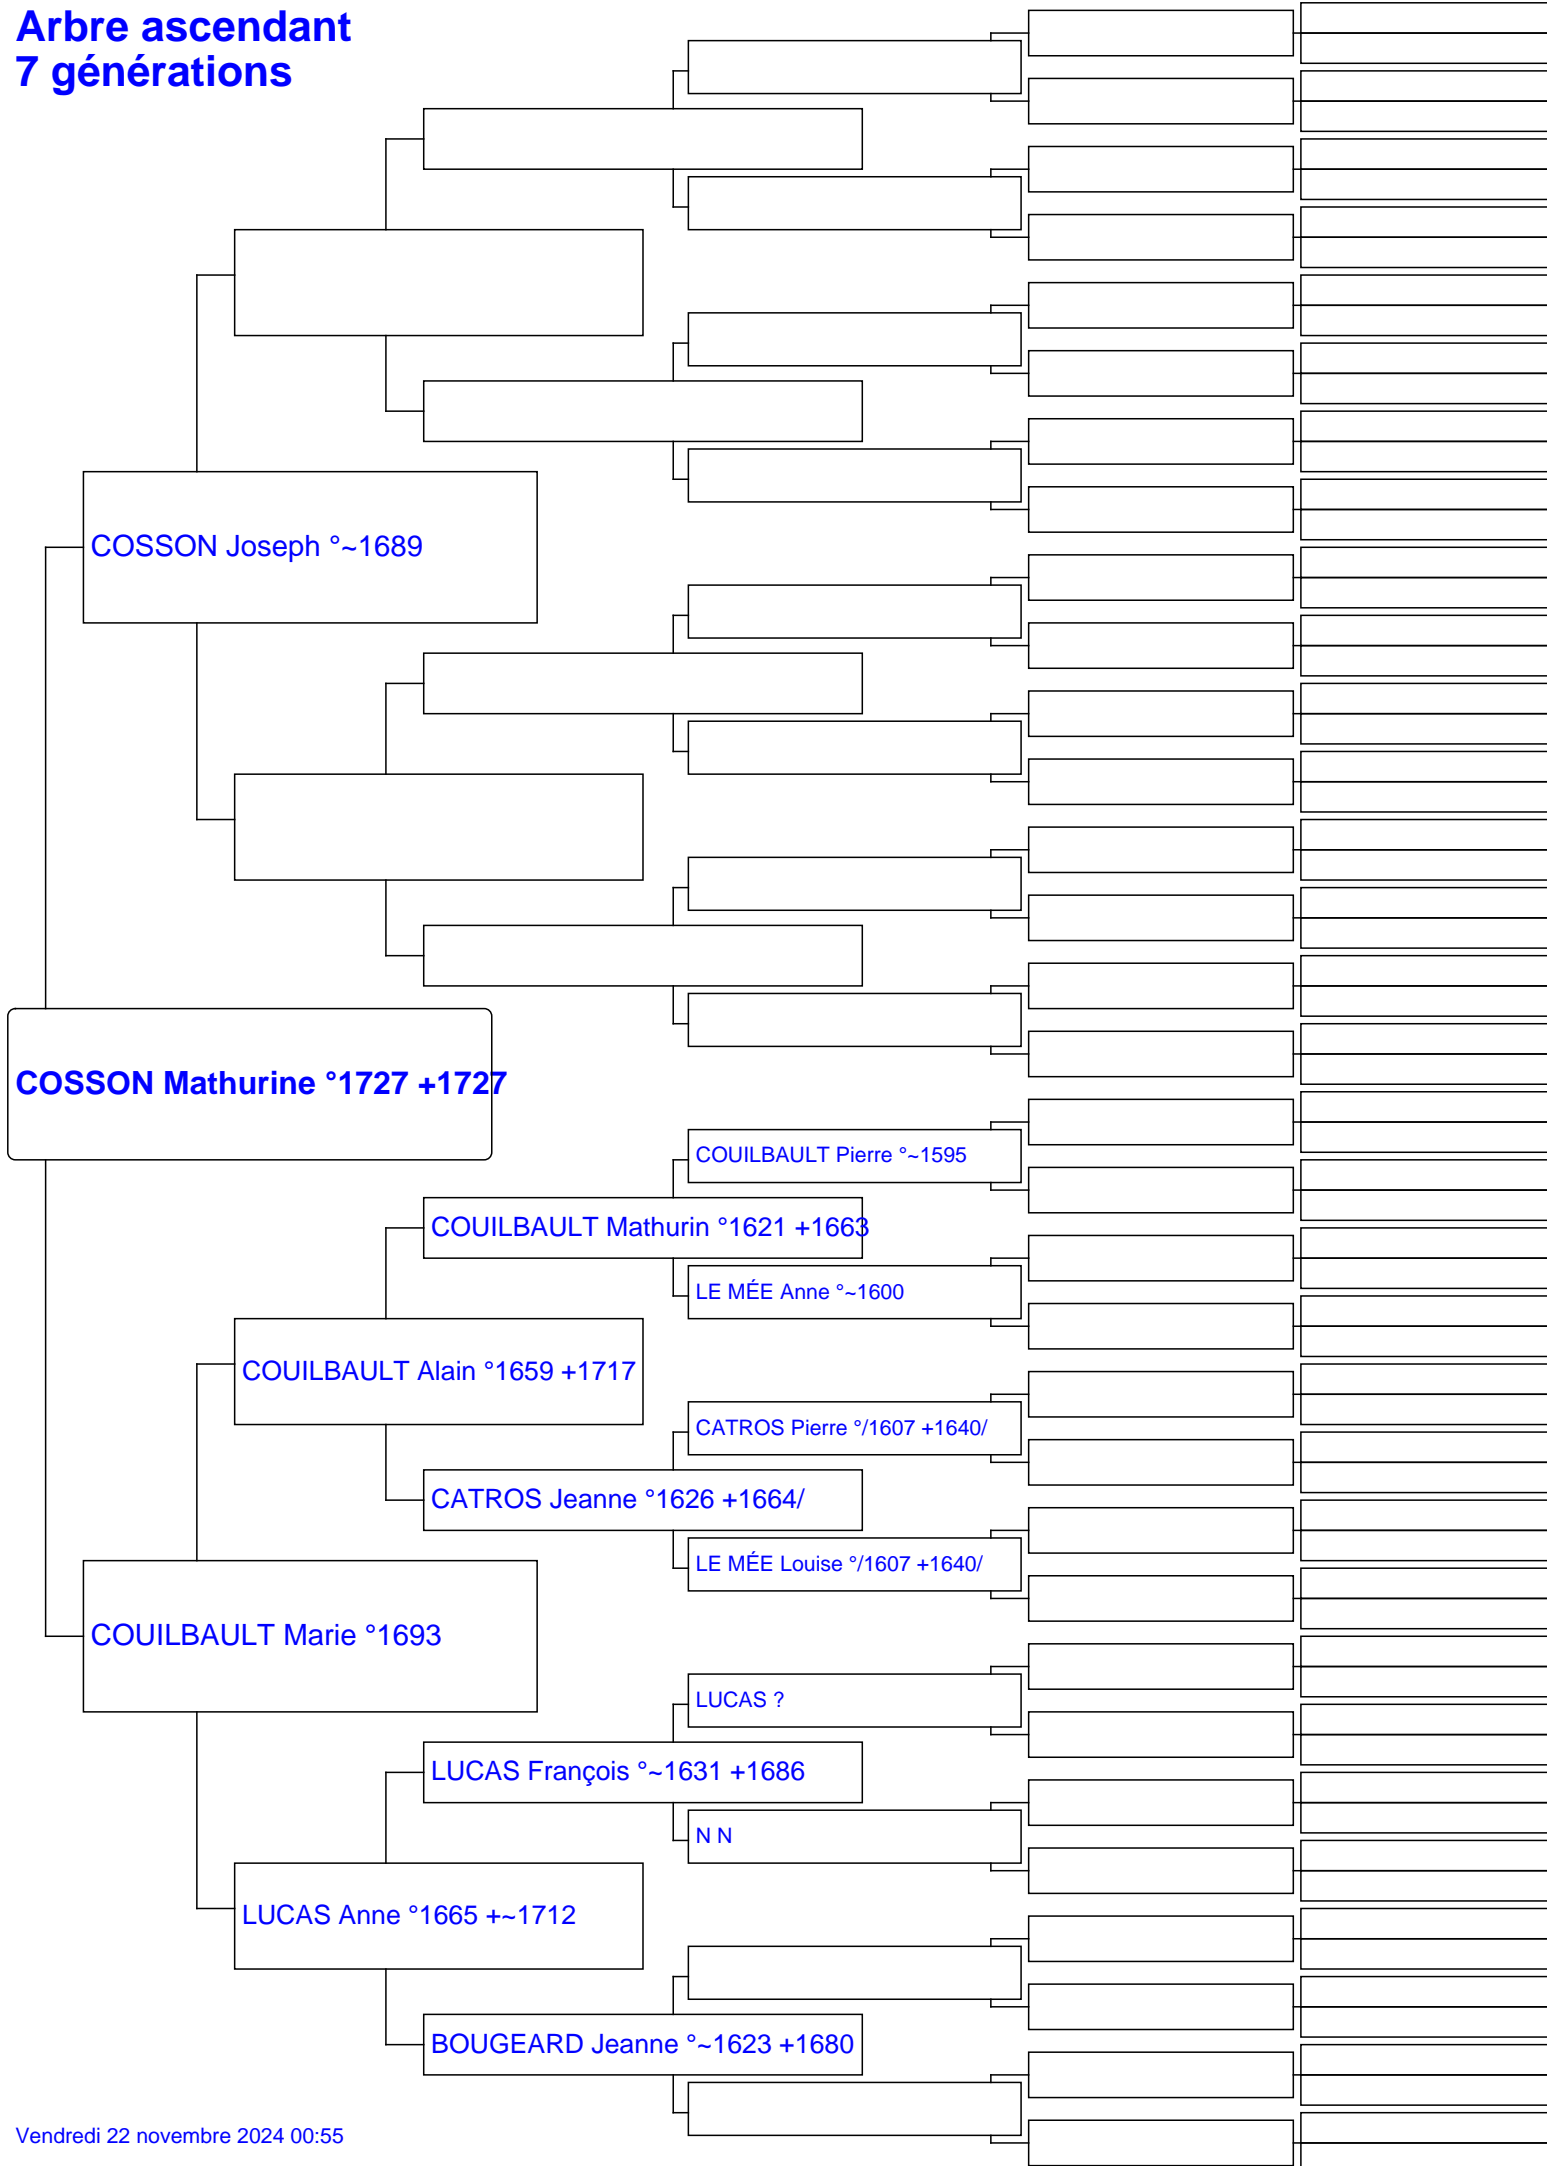 Arbre ascendant
7 générations
COSSON Joseph °~1689
COSSON Mathurine °1727 +1727
COUILBAULT Pierre °~1595
COUILBAULT Mathurin °1621 +1663
LE MÉE Anne °~1600
COUILBAULT Alain °1659 +1717
CATROS Pierre °/1607 +1640/
CATROS Jeanne °1626 +1664/
LE MÉE Louise °/1607 +1640/
COUILBAULT Marie °1693
LUCAS ?
LUCAS François °~1631 +1686
N N
LUCAS Anne °1665 +~1712
BOUGEARD Jeanne °~1623 +1680
Vendredi 22 novembre 2024 00:55